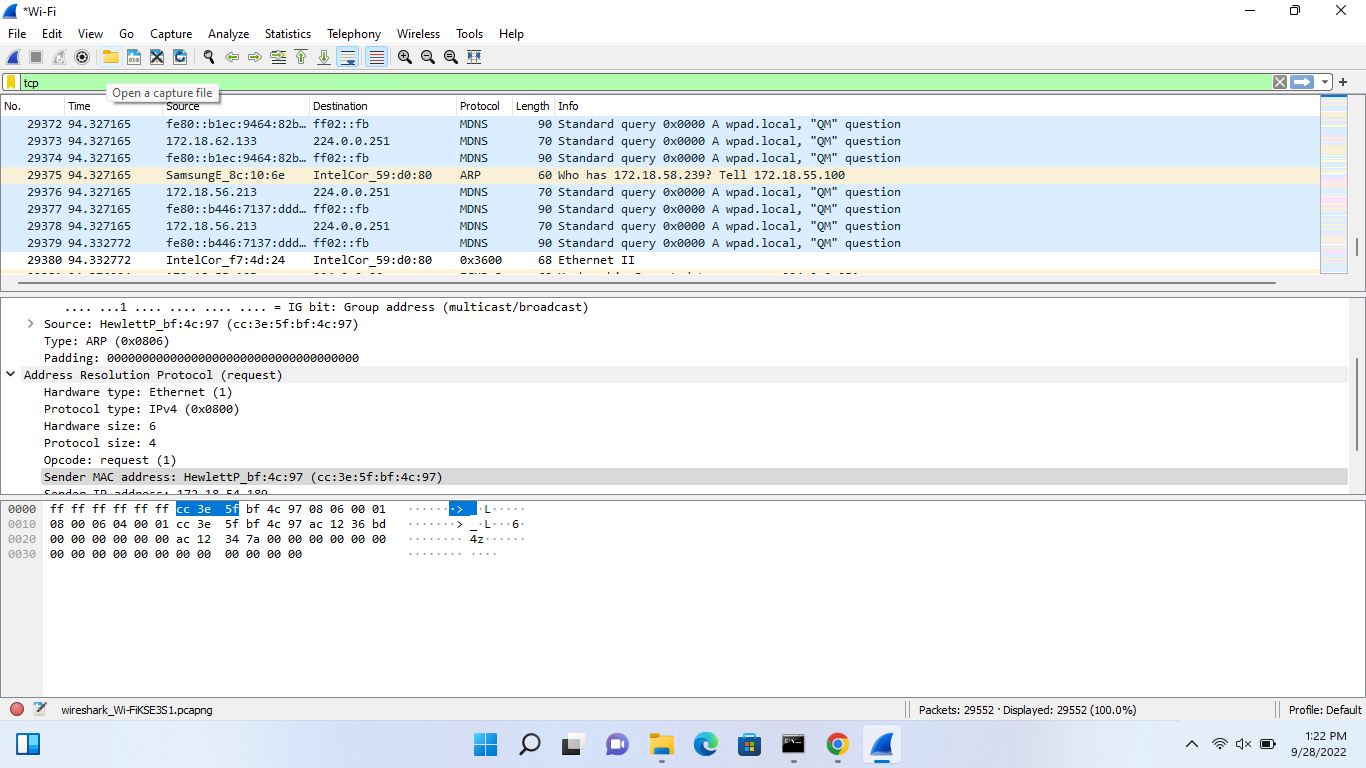 *Wi-Fi
File Edit View Go Capture Analyze Statistics Telephony Wireless Tools Help
tcp
Open a capture file
No. Time Source Destination Protocol Length Info
29372 94.327165 fe80::b1ec:9464:82b… ff02::fb MDNS 90 Standard query 0x0000 A wpad.local, "QM" question
29373 94.327165 172.18.62.133 224.0.0.251 MDNS 70 Standard query 0x0000 A wpad.local, "QM" question
29374 94.327165 fe80::b1ec:9464:82b… ff02::fb MDNS 90 Standard query 0x0000 A wpad.local, "QM" question
29375 94.327165 SamsungE_8c:10:6e IntelCor_59:d0:80 ARP 60 Who has 172.18.58.239? Tell 172.18.55.100
29376 94.327165 172.18.56.213 224.0.0.251 MDNS 70 Standard query 0x0000 A wpad.local, "QM" question
29377 94.327165 fe80::b446:7137:ddd… ff02::fb MDNS 90 Standard query 0x0000 A wpad.local, "QM" question
29378 94.327165 172.18.56.213 224.0.0.251 MDNS 70 Standard query 0x0000 A wpad.local, "QM" question
29379 94.332772 fe80::b446:7137:ddd… ff02::fb MDNS 90 Standard query 0x0000 A wpad.local, "QM" question
29380 94.332772 IntelCor_f7:4d:24 IntelCor_59:d0:80 0x3600 68 Ethernet II
.... ...1 .... .... .... .... = IG bit: Group address (multicast/broadcast)
Source: HewlettP_bf:4c:97 (cc:3e:5f:bf:4c:97)
Type: ARP (0x0806)
Padding: 000000000000000000000000000000000000
Address Resolution Protocol (request)
Hardware type: Ethernet (1)
Protocol type: IPv4 (0x0800)
Hardware size: 6
Protocol size: 4
Opcode: request (1)
Sender MAC address: HewlettP_bf:4c:97 (cc:3e:5f:bf:4c:97)
Sender IP address: 172.18.54.189
0000 ff ff ff ff ff ff cc 3e 5f bf 4c 97 08 06 00 01 ·······> _·L·····
0010 08 00 06 04 00 01 cc 3e 5f bf 4c 97 ac 12 36 bd ·······> _·L···6·
0020 00 00 00 00 00 00 ac 12 34 7a 00 00 00 00 00 00 ········ 4z······
0030 00 00 00 00 00 00 00 00 00 00 00 00 ········ ····
wireshark_Wi-FiKSE3S1.pcapng
Packets: 29552 · Displayed: 29552 (100.0%)
Profile: Default
1:22 PM
9/28/2022